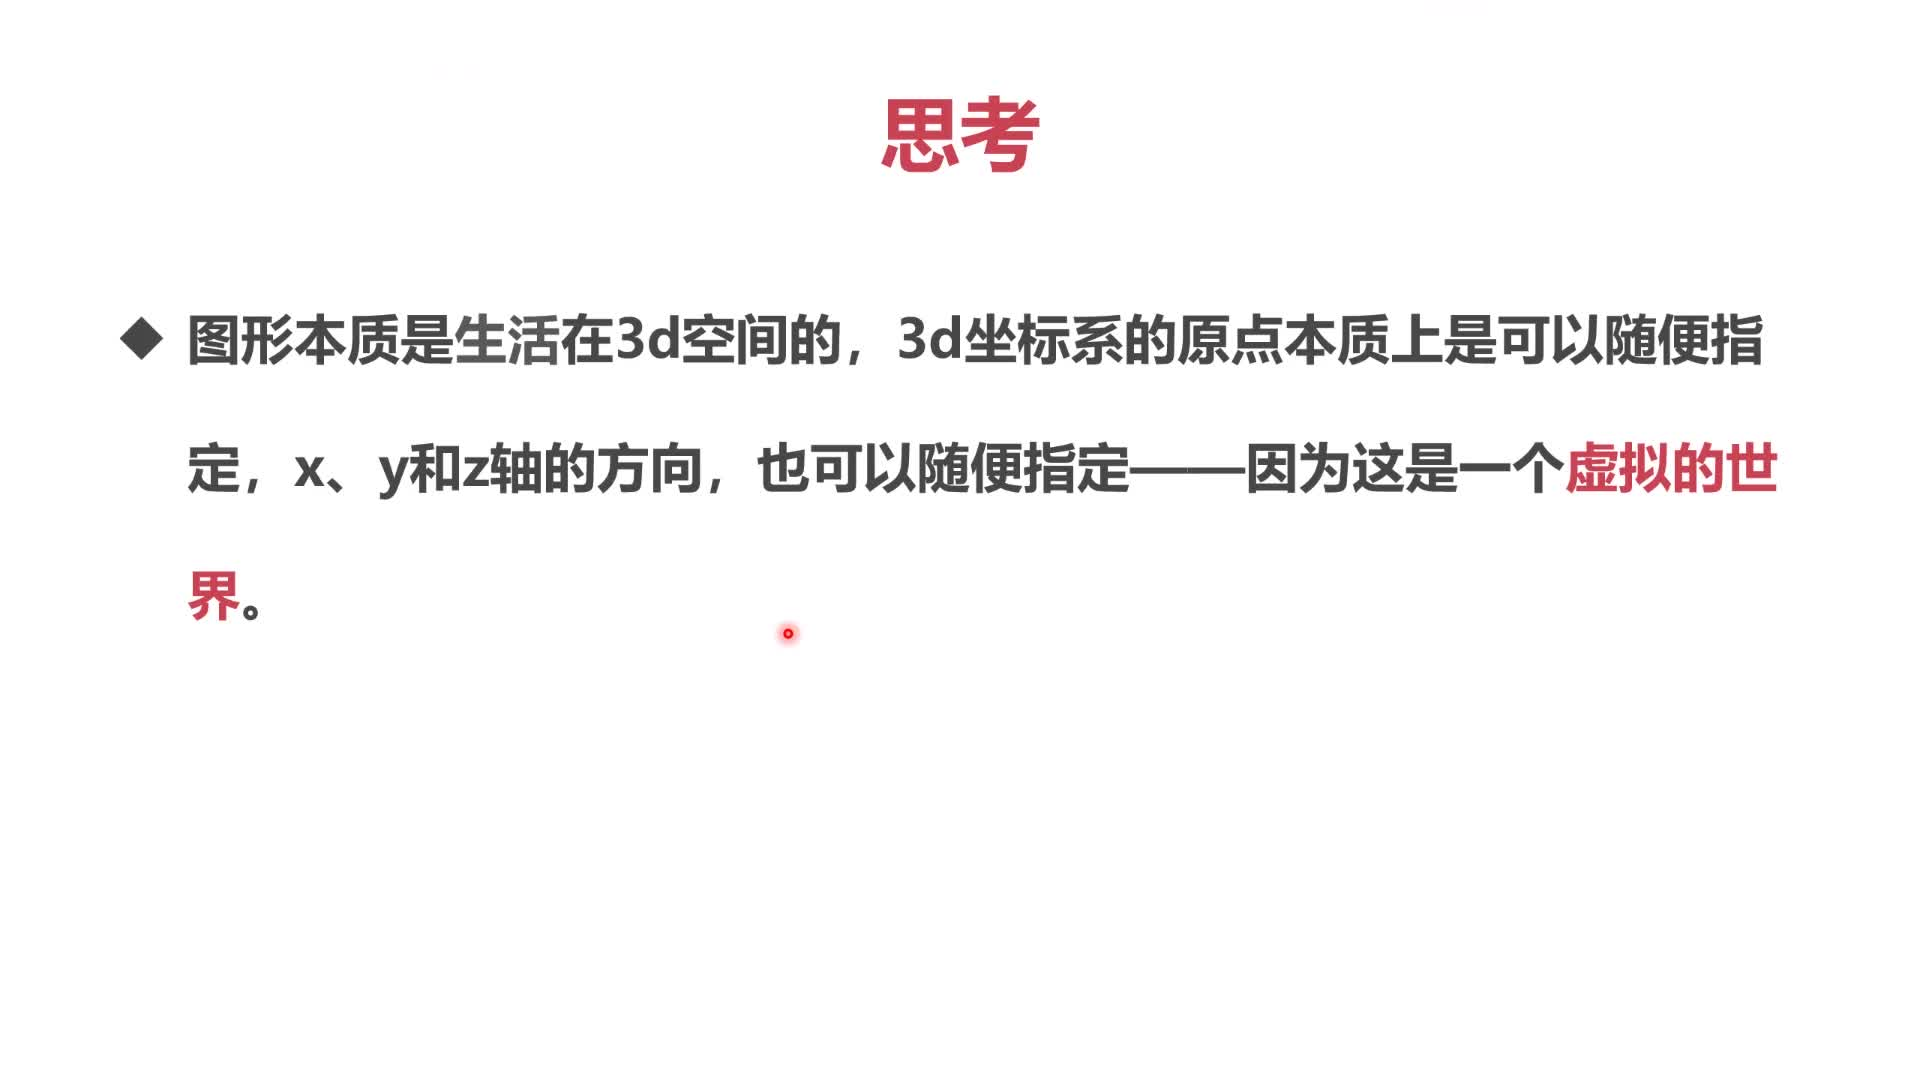 思考
图形本质是生活在3d空间的，3d坐标系的原点本质上是可以随便指
定，x、y和z轴的方向，也可以随便指定——因为这是一个虚拟的世
界。